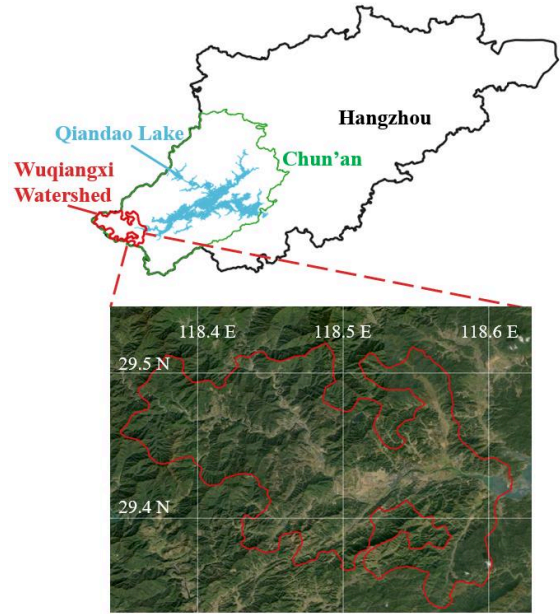 Hangzhou
Qiandao Lake
Chun'an
Wuqiangxi
Watershed
118.4 E
118.5 E
118.6 E
29.5 N
29.4 N